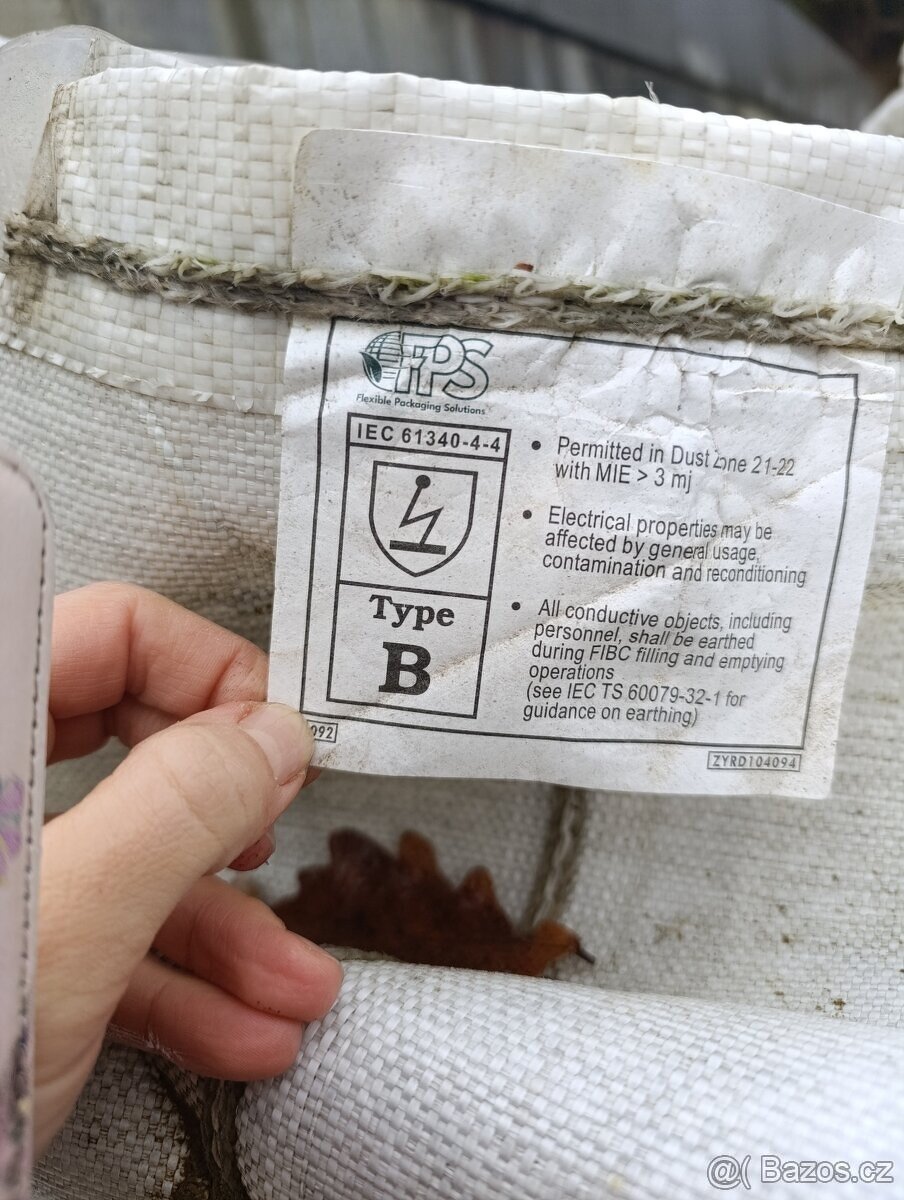 FPS
Flexible Packaging Solutions
IEC 61340-4-4
Type
B
• Permitted in Dust Zone 21-22
with MIE > 3 mj
• Electrical properties may be
affected by general usage,
contamination and reconditioning
• All conductive objects, including
personnel, shall be earthed
during FIBC filling and emptying
operations
(see IEC TS 60079-32-1 for
guidance on earthing)
092
ZYRD104094
@( Bazos.cz